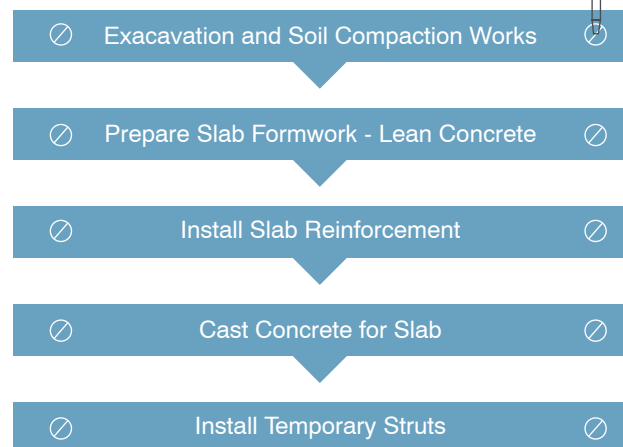 Exacavation and Soil Compaction Works
Prepare Slab Formwork - Lean Concrete
Install Slab Reinforcement
Cast Concrete for Slab
Install Temporary Struts